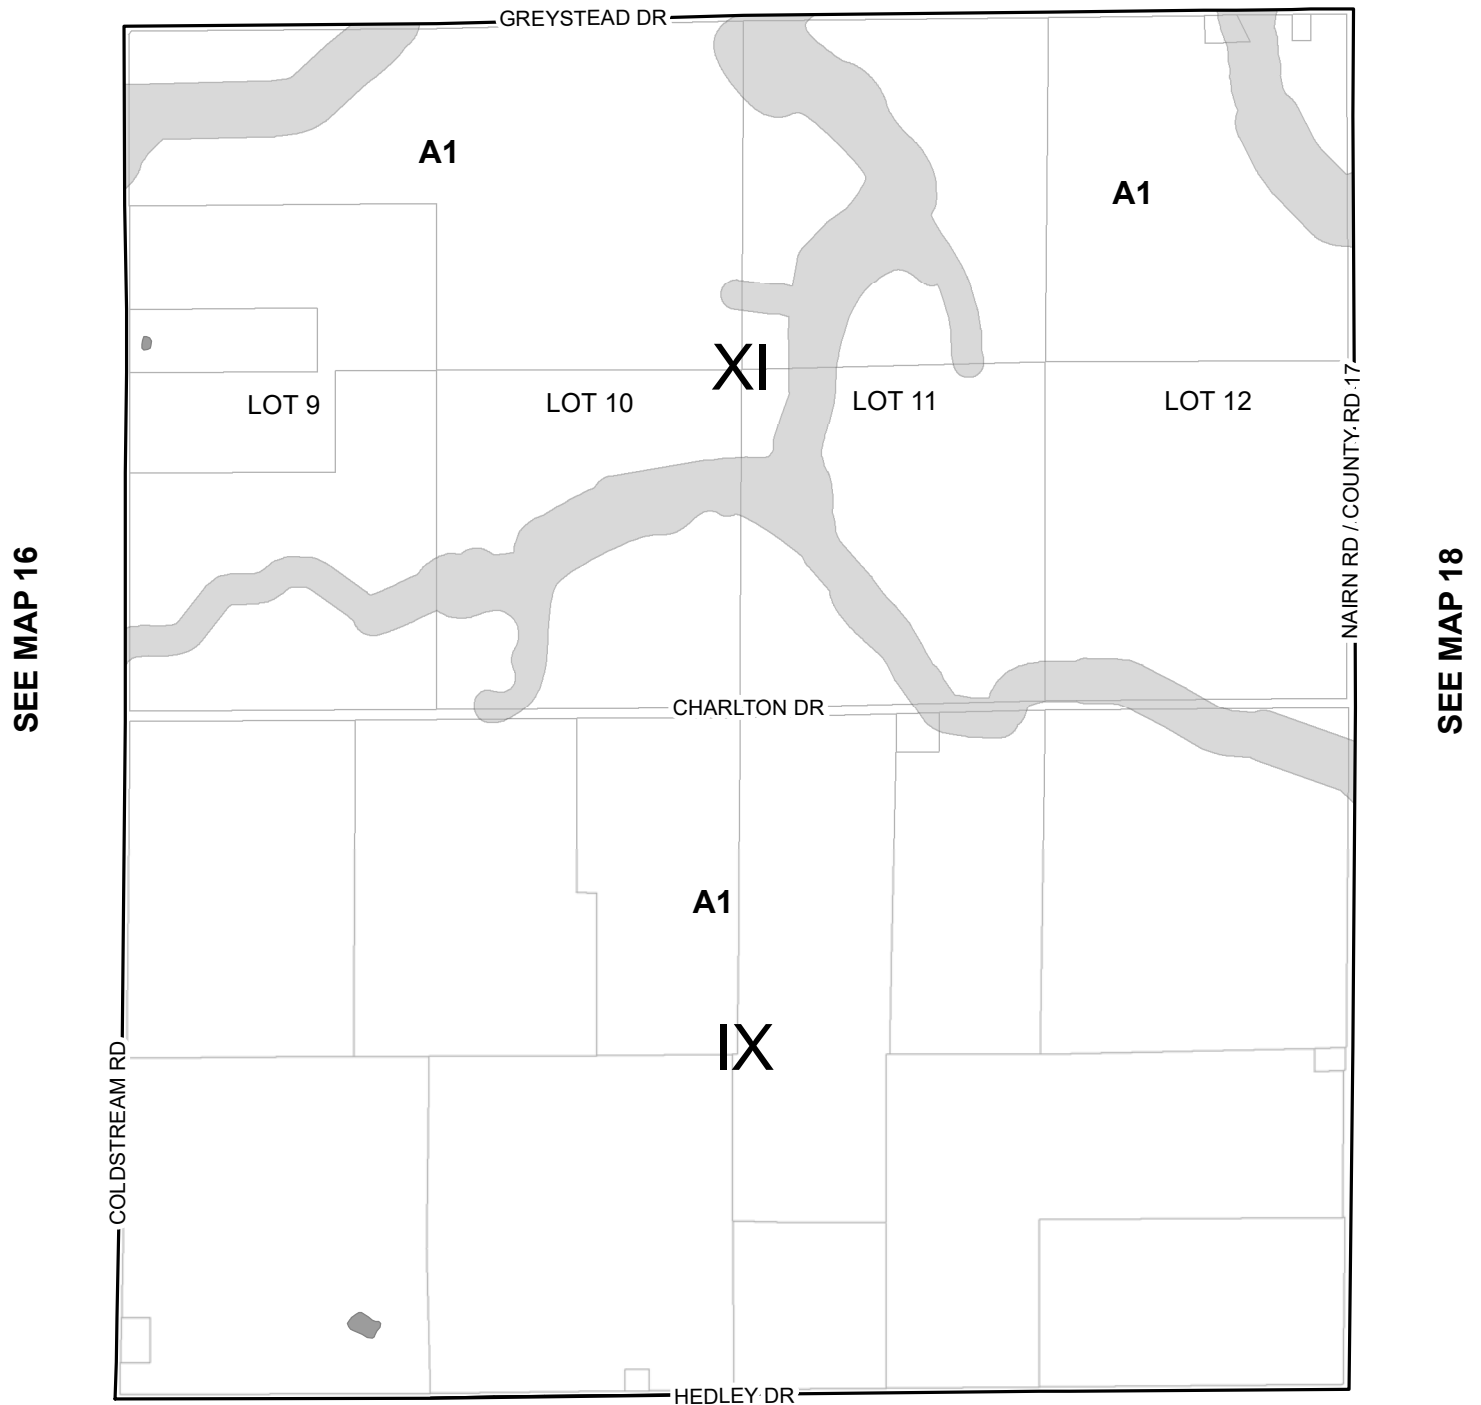 GREYSTEAD DR
A1
A1
XI
LOT 9
LOT 10
LOT 11
LOT 12
NAIRN RD / COUNTY RD 17
SEE MAP 16
SEE MAP 18
CHARLTON DR
A1
IX
COLDSTREAM RD
HEDLEY DR